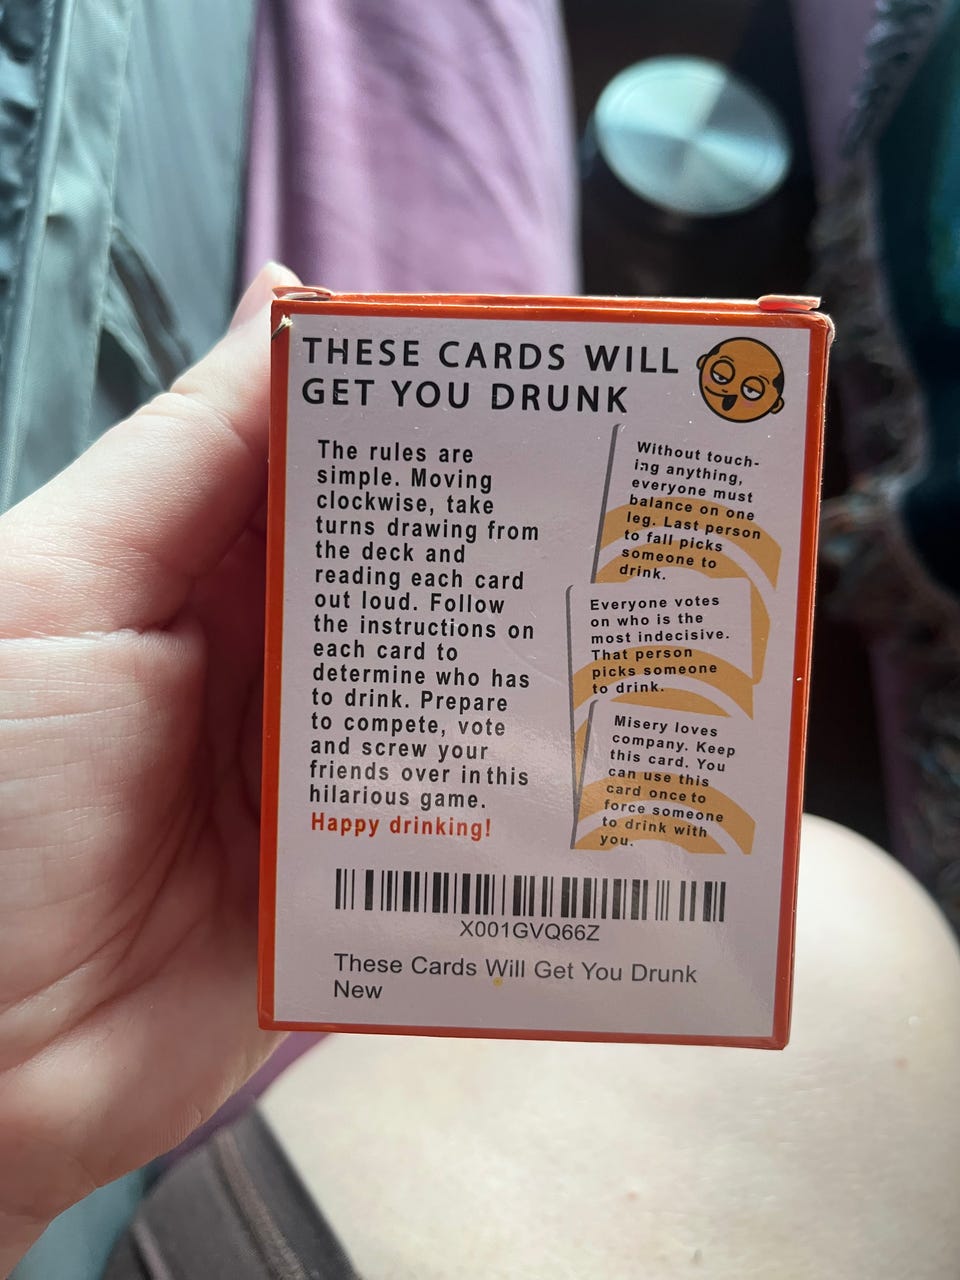 THESE CARDS WILL
GET YOU DRUNK
The rules are
simple. Moving
clockwise, take
turns drawing from
the deck and
reading each card
out loud. Follow
the instructions on
each card to
determine who has
to drink. Prepare
to compete, vote
and screw your
friends over in this
hilarious game.
Happy drinking!
Without touch-
ing anything,
everyone must
balance on one
leg. Last person
to fall picks
someone to
drink.
Everyone votes
on who is the
most indecisive.
That person
picks someone
to drink.
Misery loves
company. Keep
this card. You
can use this
card once to
force someone
to drink with
you.
X001GVQ66Z
These Cards Will Get You Drunk
New